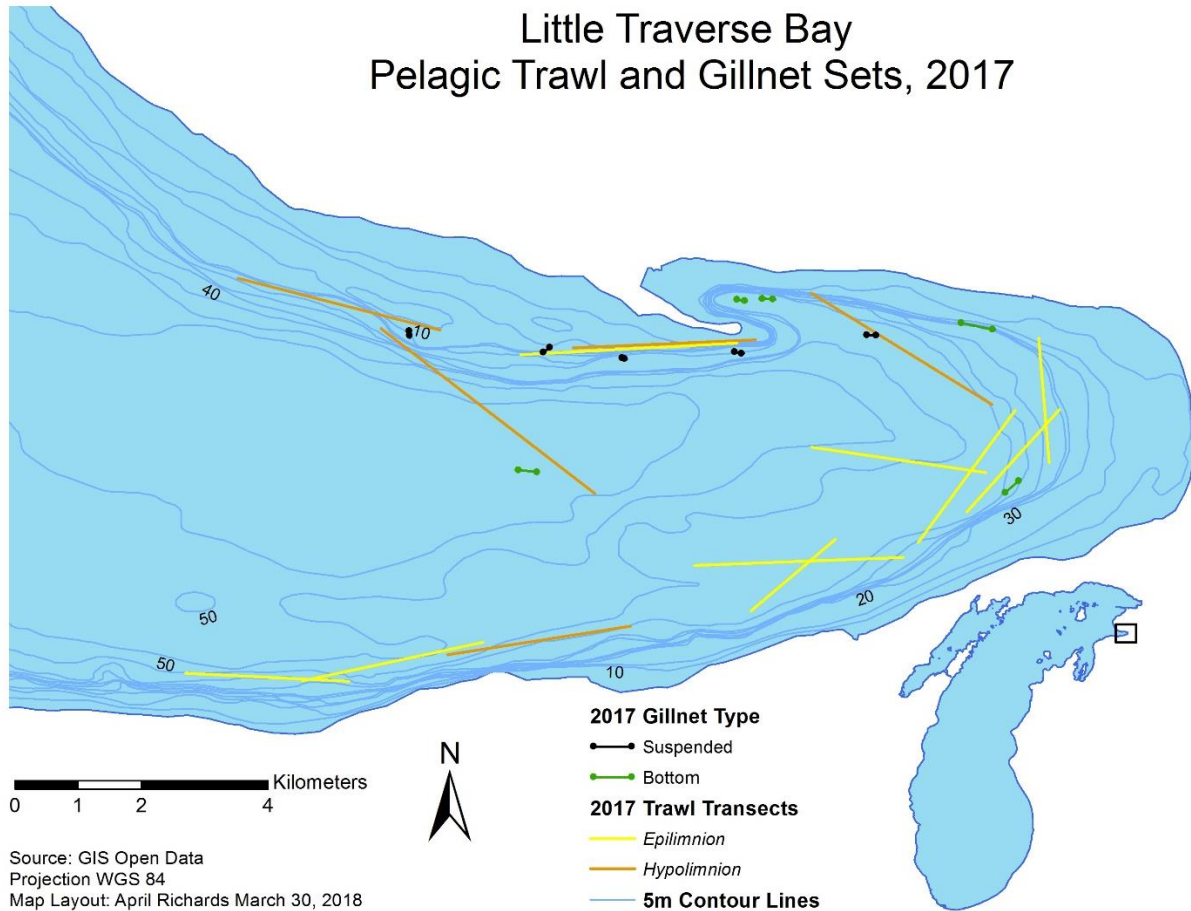 Little Traverse Bay
Pelagic Trawl and Gillnet Sets, 2017
40
10
30
20
50
50
10
N
Kilometers
0 1 2 4
2017 Gillnet Type
Suspended
Bottom
2017 Trawl Transects
Epilimnion
Hypolimnion
5m Contour Lines
Source: GIS Open Data
Projection WGS 84
Map Layout: April Richards March 30, 2018